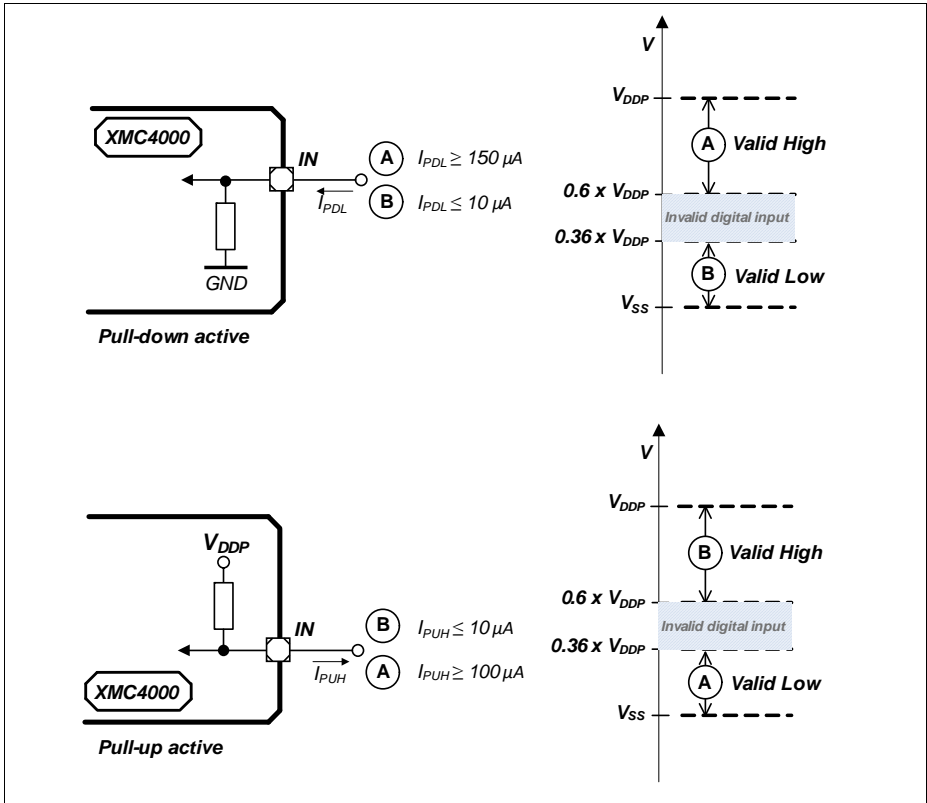 V
V_DDP
XMC4000
IN
A I_PDL ≥ 150 µA
A Valid High
I_PDL
B I_PDL ≤ 10 µA
0.6 x V_DDP
Invalid digital input
0.36 x V_DDP
GND
B Valid Low
V_SS
Pull-down active
V
V_DDP
V_DDP
B Valid High
IN
B I_PUH ≤ 10 µA
0.6 x V_DDP
Invalid digital input
0.36 x V_DDP
I_PUH
A I_PUH ≥ 100 µA
XMC4000
A Valid Low
V_SS
Pull-up active